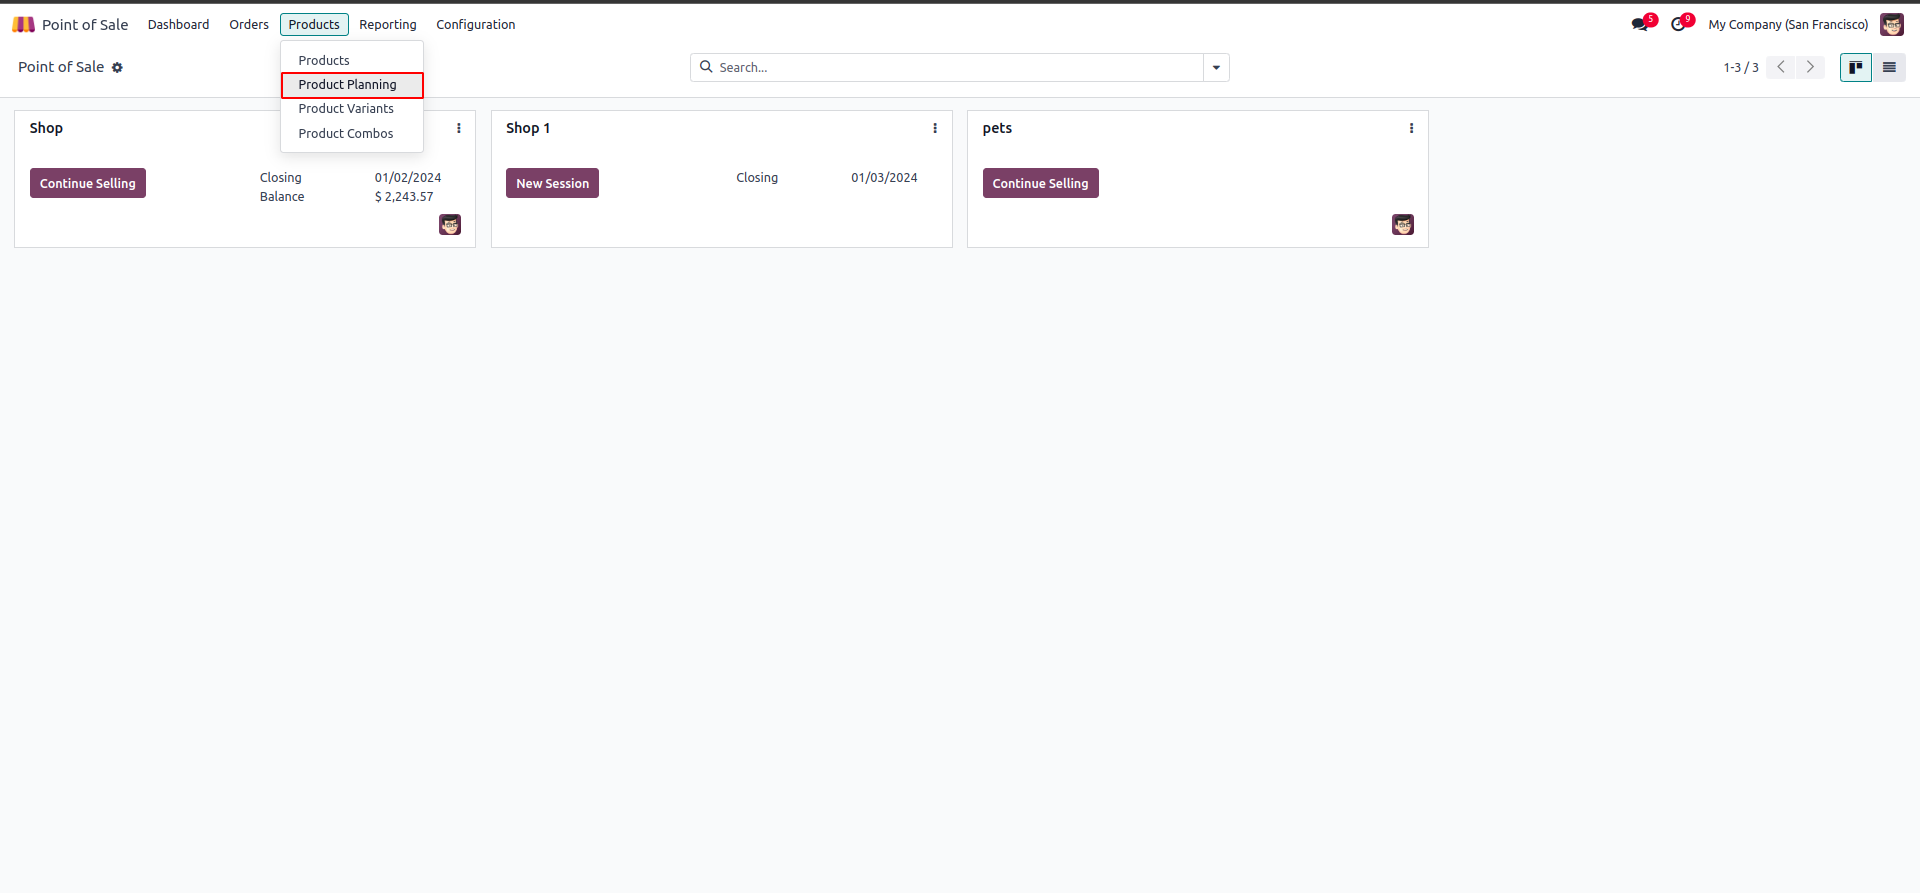 Point of Sale Dashboard Orders Products Reporting Configuration 5 9 My Company (San Francisco)
Point of Sale Search... 1-3 / 3
Products
Product Planning
Product Variants
Product Combos
Shop
Continue Selling Closing 01/02/2024
Balance $ 2,243.57
Shop 1
New Session Closing 01/03/2024
pets
Continue Selling